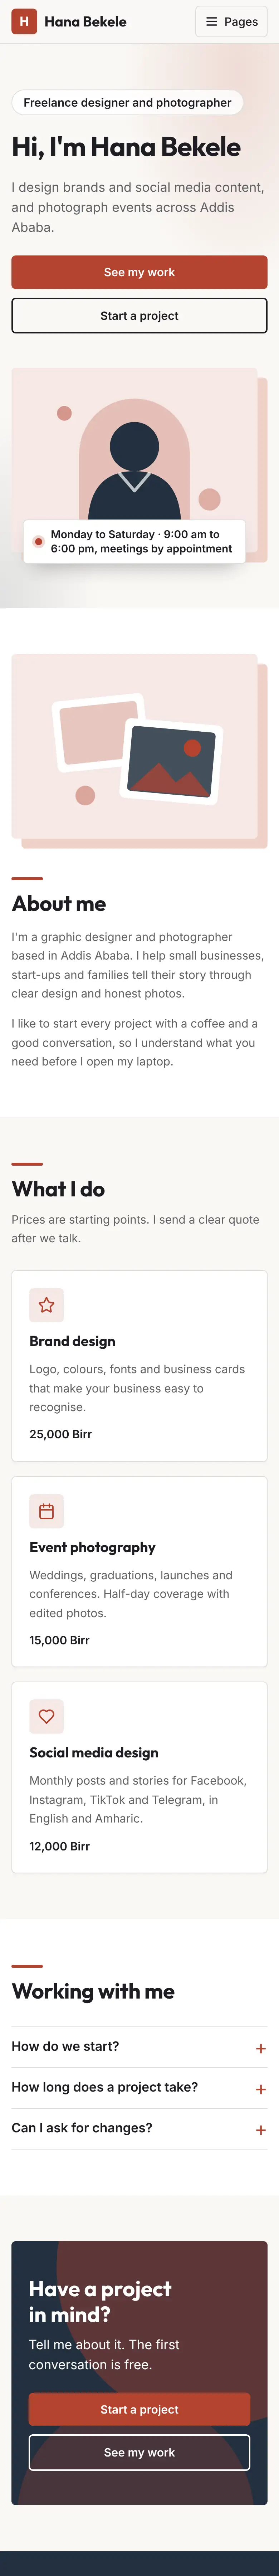 H Hana Bekele
Pages
Freelance designer and photographer
Hi, I'm Hana Bekele
I design brands and social media content,
and photograph events across Addis
Ababa.
See my work
Start a project
Monday to Saturday · 9:00 am to
6:00 pm, meetings by appointment
About me
I'm a graphic designer and photographer
based in Addis Ababa. I help small businesses,
start-ups and families tell their story through
clear design and honest photos.
I like to start every project with a coffee and a
good conversation, so I understand what you
need before I open my laptop.
What I do
Prices are starting points. I send a clear quote
after we talk.
Brand design
Logo, colours, fonts and business cards
that make your business easy to
recognise.
25,000 Birr
Event photography
Weddings, graduations, launches and
conferences. Half-day coverage with
edited photos.
15,000 Birr
Social media design
Monthly posts and stories for Facebook,
Instagram, TikTok and Telegram, in
English and Amharic.
12,000 Birr
Working with me
How do we start? +
How long does a project take? +
Can I ask for changes? +
Have a project
in mind?
Tell me about it. The first
conversation is free.
Start a project
See my work